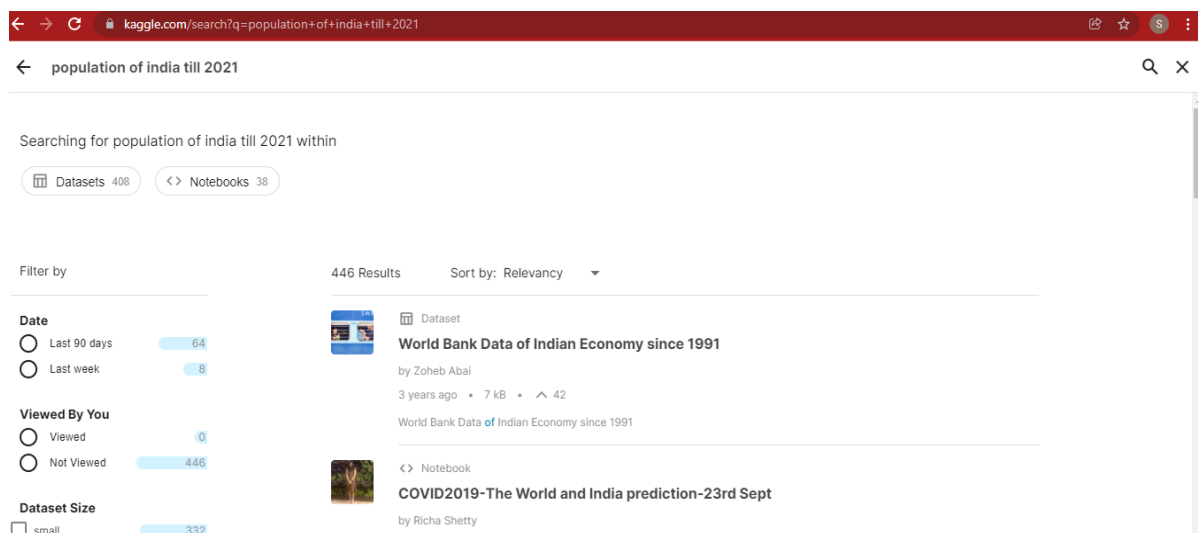 kaggle.com/search?q=population+of+india+till+2021
S
population of india till 2021
Searching for population of india till 2021 within
Datasets 408
<> Notebooks 38
Filter by
446 Results
Sort by: Relevancy
Date
Last 90 days 64
Last week 8
Viewed By You
Viewed 0
Not Viewed 446
Dataset Size
small 332
Dataset
World Bank Data of Indian Economy since 1991
by Zoheb Abai
3 years ago • 7 kB • 42
World Bank Data of Indian Economy since 1991
<> Notebook
COVID2019-The World and India prediction-23rd Sept
by Richa Shetty